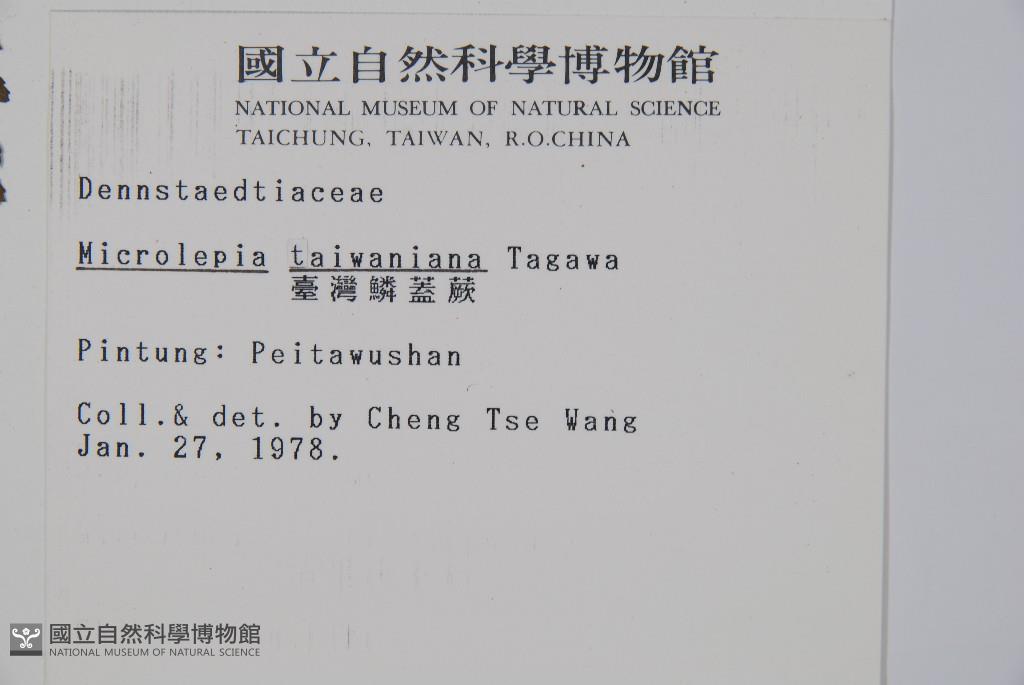 國立自然科學博物館
NATIONAL MUSEUM OF NATURAL SCIENCE
TAICHUNG, TAIWAN, R.O.CHINA
Dennstaedtiaceae
Microlepia taiwaniana Tagawa
臺灣鱗蓋蕨
Pintung: Peitawushan
Coll.& det. by Cheng Tse Wang
Jan. 27, 1978.
國立自然科學博物館
NATIONAL MUSEUM OF NATURAL SCIENCE